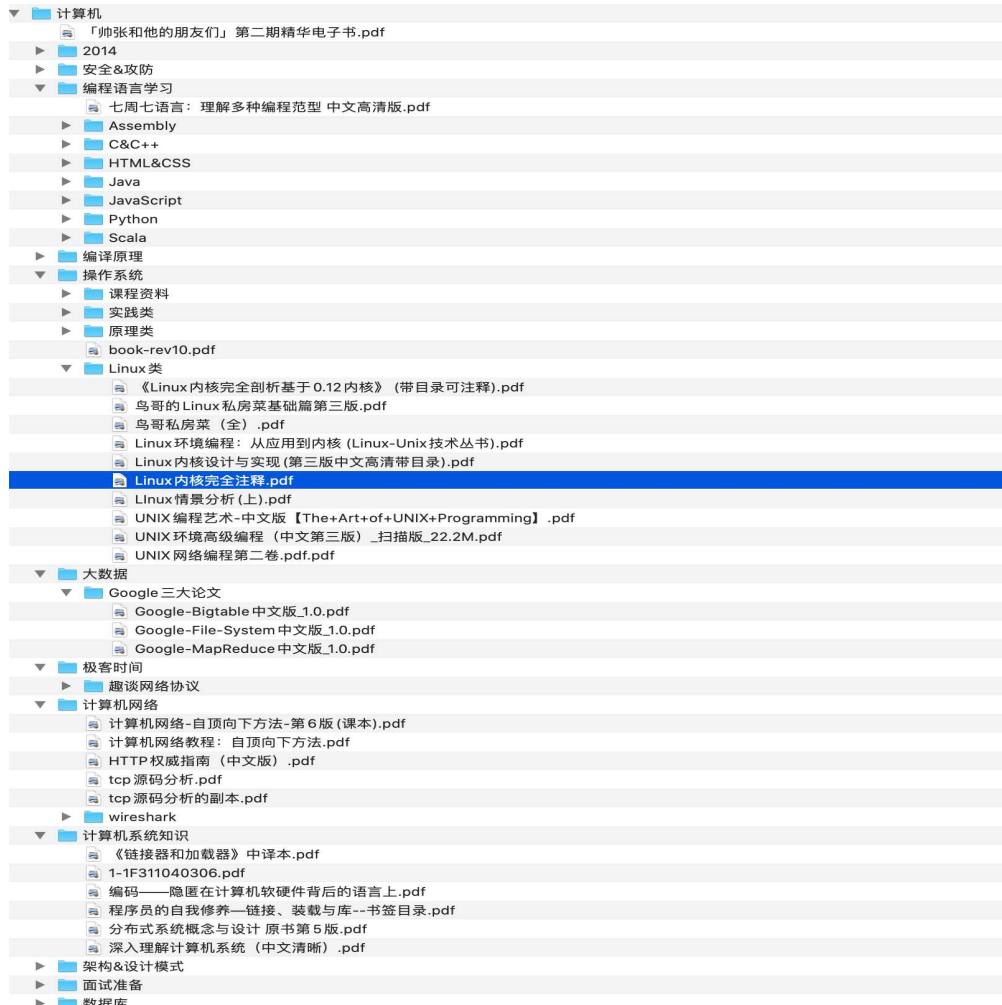 计算机
「帅张和他的朋友们」第二期精华电子书.pdf
2014
安全&攻防
编程语言学习
七周七语言：理解多种编程范型 中文高清版.pdf
Assembly
C&C++
HTML&CSS
Java
JavaScript
Python
Scala
编译原理
操作系统
课程资料
实践类
原理类
book-rev10.pdf
Linux类
《Linux内核完全剖析基于0.12内核》 (带目录可注释).pdf
鸟哥的Linux私房菜基础篇第三版.pdf
鸟哥私房菜（全）.pdf
Linux环境编程：从应用到内核 (Linux-Unix技术丛书).pdf
Linux内核设计与实现(第三版中文高清带目录).pdf
Linux内核完全注释.pdf
LInux情景分析(上).pdf
UNIX编程艺术-中文版【The+Art+of+UNIX+Programming】.pdf
UNIX环境高级编程（中文第三版）_扫描版_22.2M.pdf
UNIX网络编程第二卷.pdf.pdf
大数据
Google三大论文
Google-Bigtable中文版_1.0.pdf
Google-File-System中文版_1.0.pdf
Google-MapReduce中文版_1.0.pdf
极客时间
趣谈网络协议
计算机网络
计算机网络-自顶向下方法-第6版(课本).pdf
计算机网络教程：自顶向下方法.pdf
HTTP权威指南（中文版）.pdf
tcp源码分析.pdf
tcp源码分析的副本.pdf
wireshark
计算机系统知识
《链接器和加载器》中译本.pdf
1-1F311040306.pdf
编码——隐匿在计算机软硬件背后的语言上.pdf
程序员的自我修养—链接、装载与库--书签目录.pdf
分布式系统概念与设计 原书第5版.pdf
深入理解计算机系统（中文清晰）.pdf
架构&设计模式
面试准备
数据库